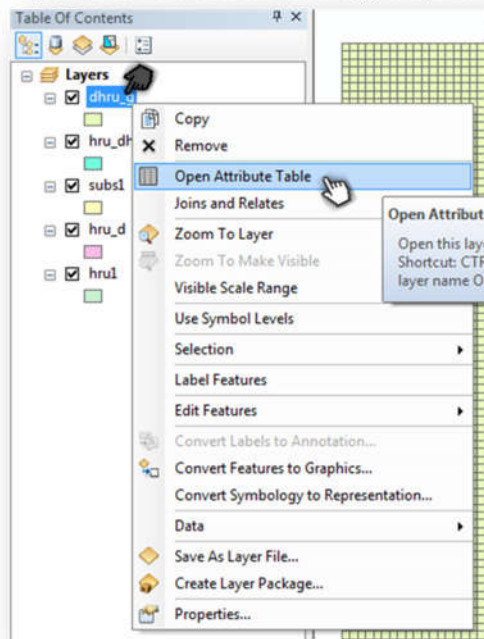 Table Of Contents
Layers
hru_d
subs1
hru_d
hru1
Copy
Remove
Open Attribute Table
Joins and Relates
Zoom To Layer
Zoom To Make Visible
Visible Scale Range
Use Symbol Levels
Selection
Label Features
Edit Features
Convert Labels to Annotation...
Convert Features to Graphics...
Convert Symbology to Representation...
Data
Save As Layer File...
Create Layer Package...
Properties...
Open Attribut
Open this lay
Shortcut: CTR
layer name O